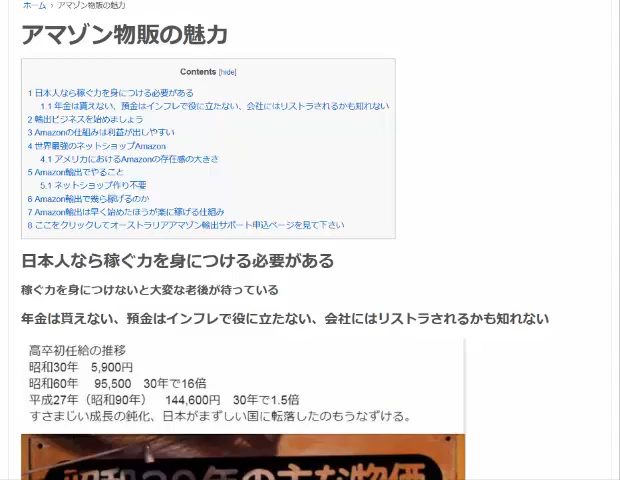 ホーム › アマゾン物販の魅力
アマゾン物販の魅力
Contents [hide]
1 日本人なら稼ぐ力を身につける必要がある
1.1 年金は貰えない、預金はインフレで役に立たない、会社にはリストラされるかも知れない
2 輸出ビジネスを始めましょう
3 Amazonの仕組みは利益が出しやすい
4 世界最強のネットショップAmazon
4.1 アメリカにおけるAmazonの存在感の大きさ
5 Amazon輸出でやること
5.1 ネットショップ作り不要
6 Amazon輸出で幾ら稼げるのか
7 Amazon輸出は早く始めたほうが楽に稼げる仕組み
8 ここをクリックしてオーストラリアアマゾン輸出サポート申込ページを見て下さい
日本人なら稼ぐ力を身につける必要がある
稼ぐ力を身につけないと大変な老後が待っている
年金は貰えない、預金はインフレで役に立たない、会社にはリストラされるかも知れない
高卒初任給の推移
昭和30年 5,900円
昭和60年 95,500 30年で16倍
平成27年（昭和90年） 144,600円 30年で1.5倍
すさまじい成長の鈍化、日本がまずしい国に転落したのもうなずける。
昭和30年の主な物価